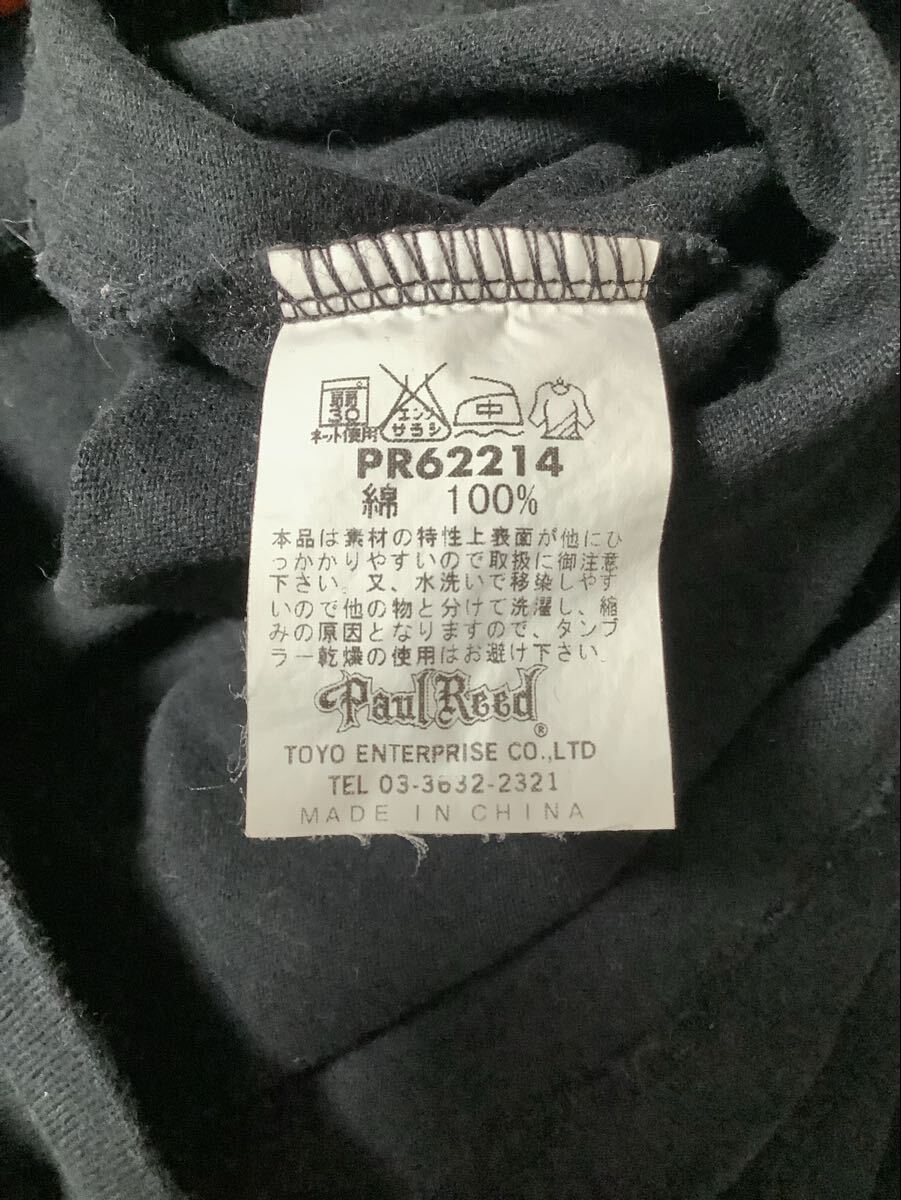 弱
30
ネット使用
エンソ
サラシ
中
PR62214
綿 100%
本品は素材の特性上表面が他にひ
っかかりやすいので取扱に御注意
下さい。又、水洗いで移染しやす
いので他の物と分けて洗濯し、縮
みの原因となりますので、タンブ
ラー乾燥の使用はお避け下さい。
Paul Reed®
TOYO ENTERPRISE CO.,LTD
TEL 03-3632-2321
MADE IN CHINA